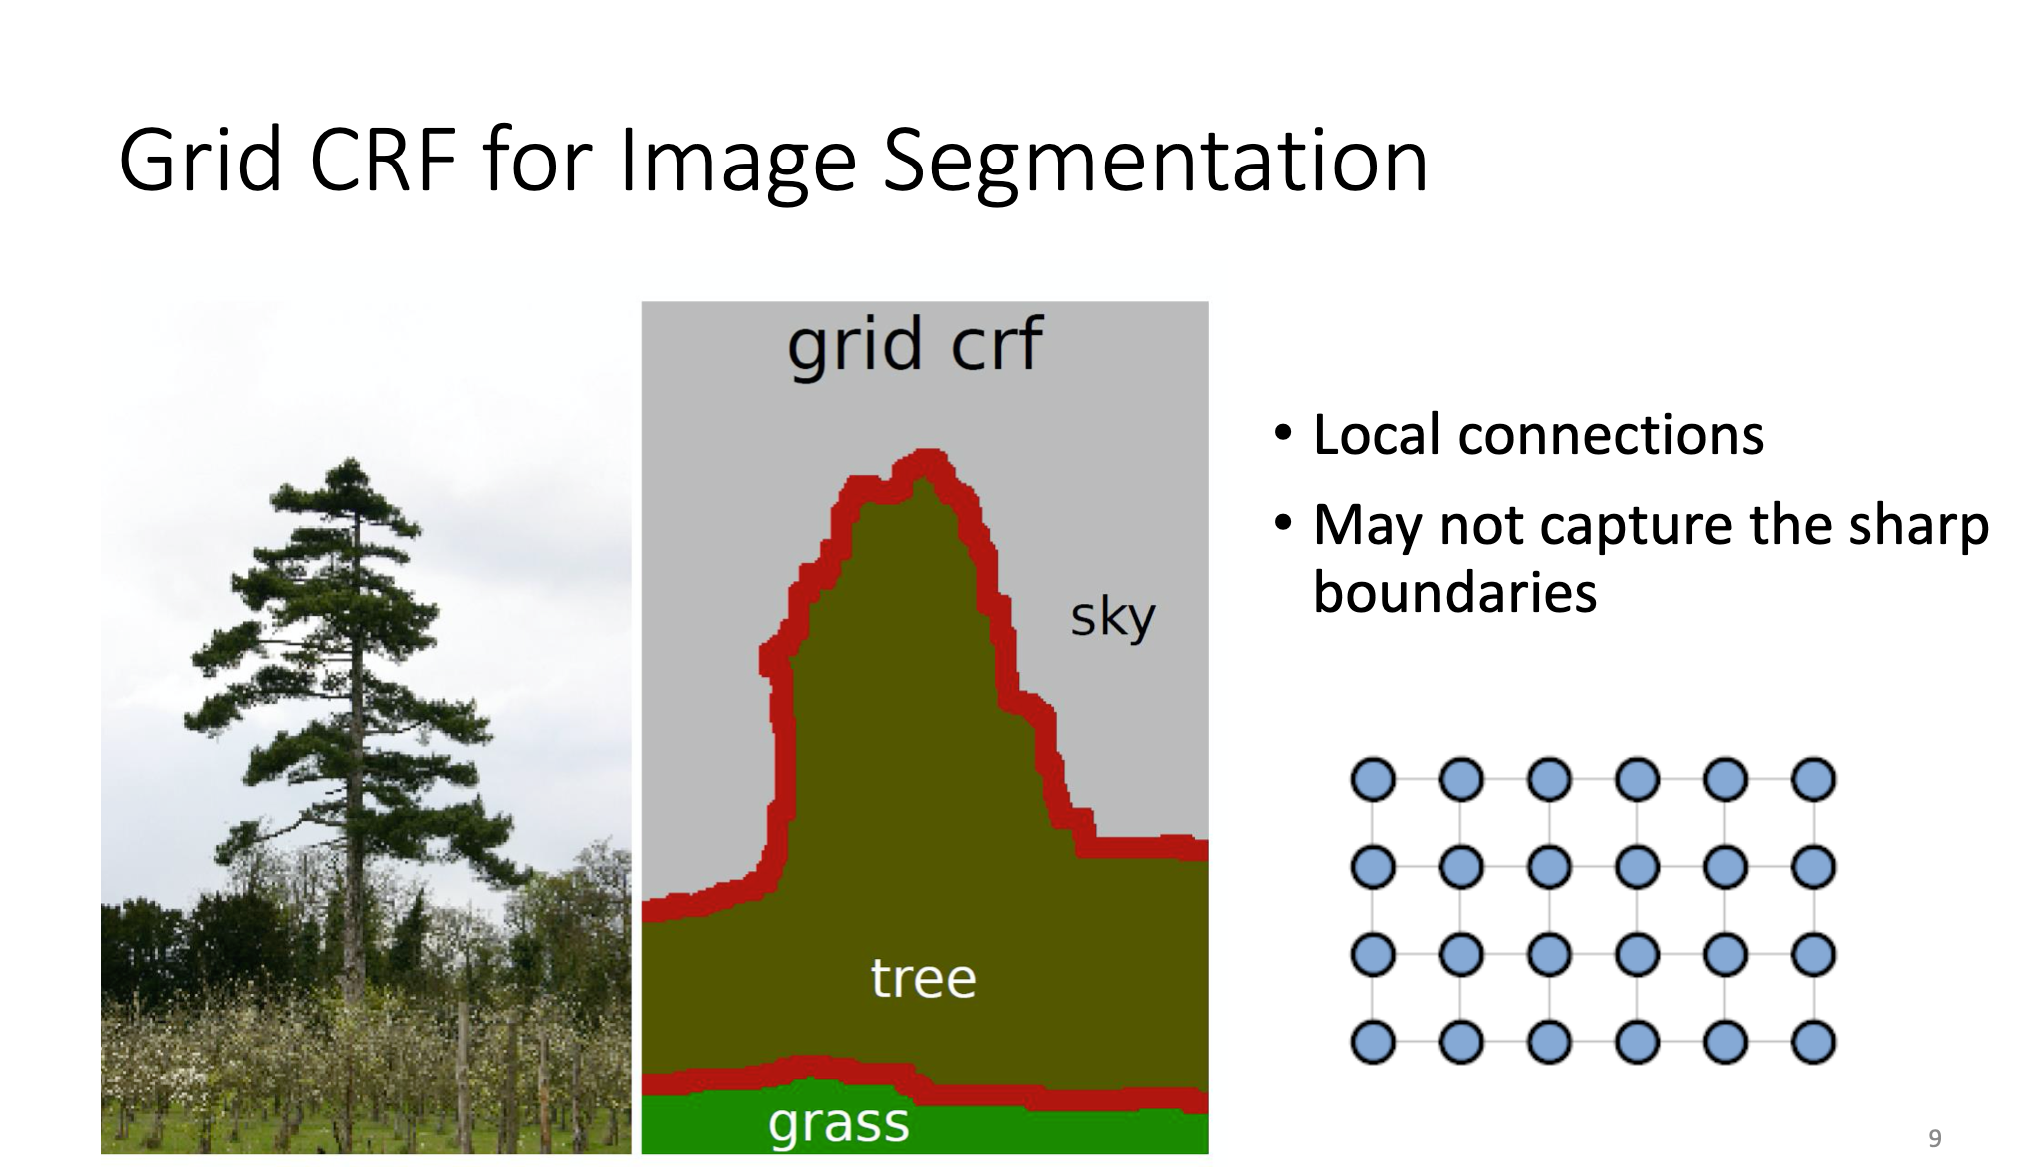 Grid CRF for Image Segmentation
grid crf
sky
tree
grass
• Local connections
• May not capture the sharp
boundaries
9